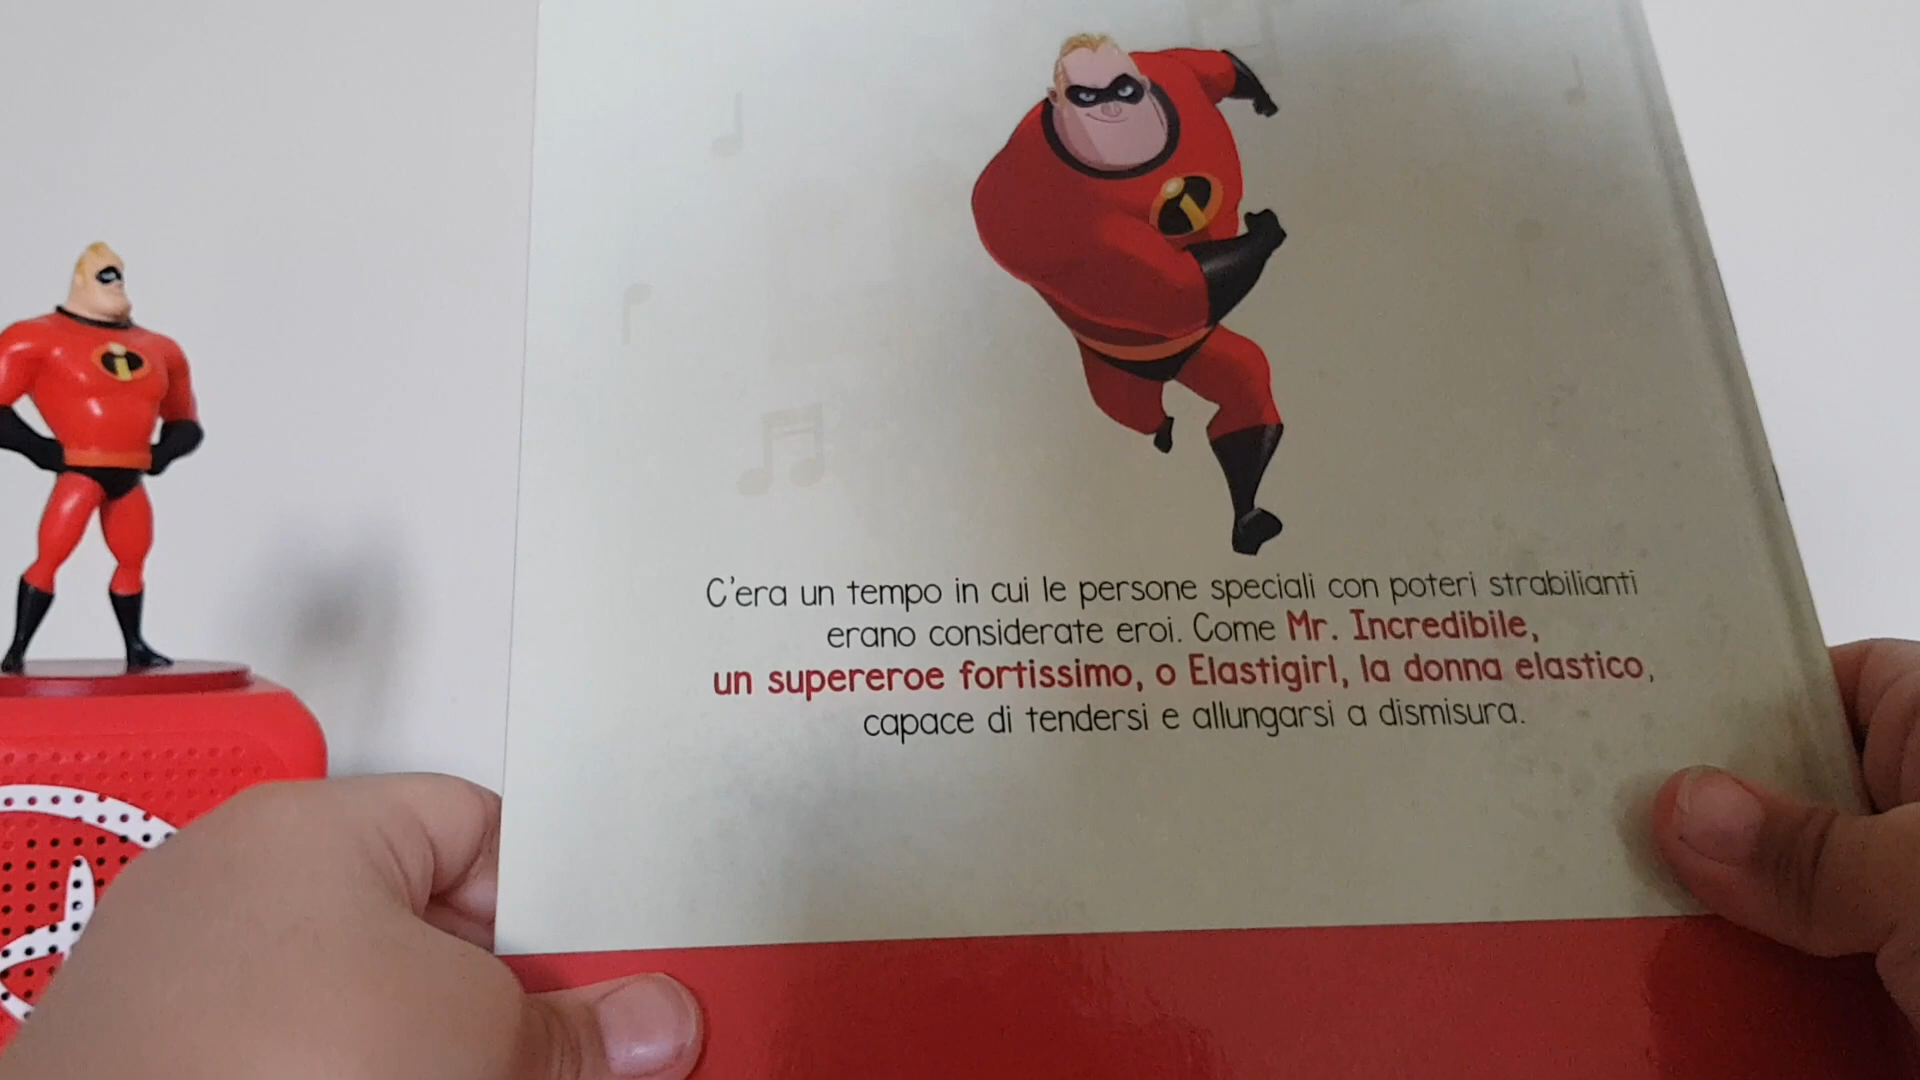 C'era un tempo in cui le persone speciali con poteri strabilianti
erano considerate eroi. Come Mr. Incredibile,
un supereroe fortissimo, o Elastigirl, la donna elastico,
capace di tendersi e allungarsi a dismisura.